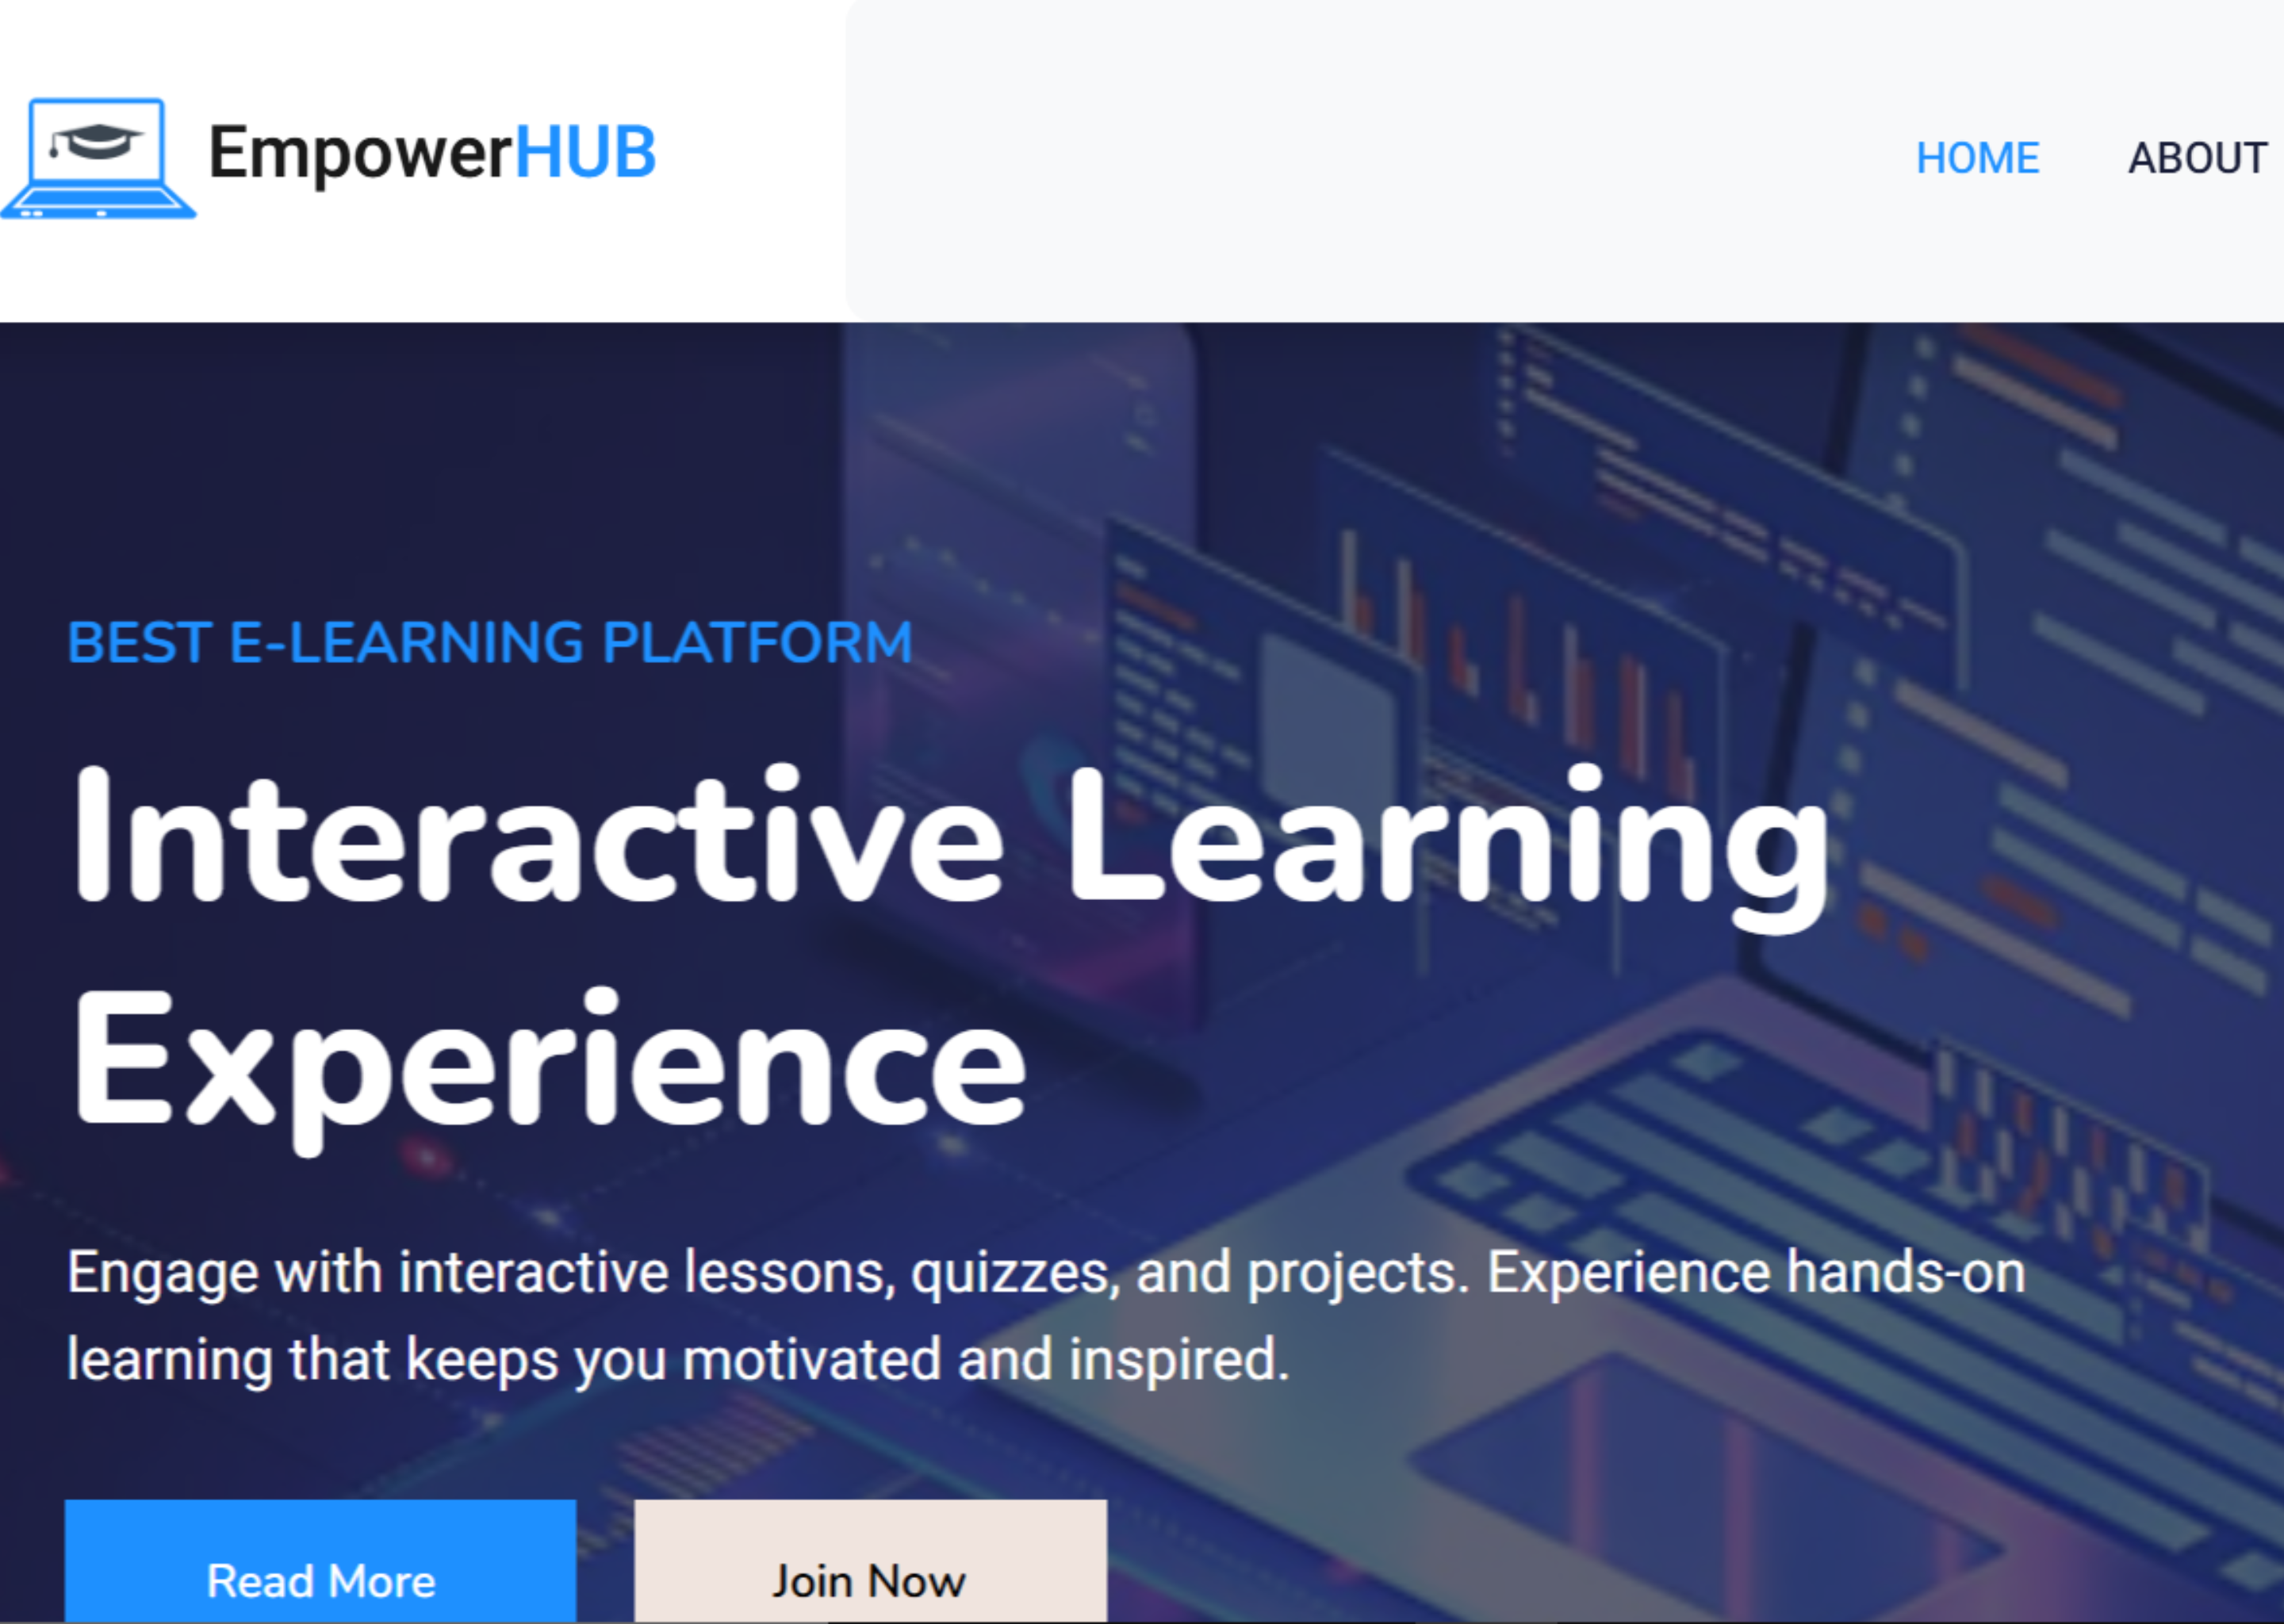 EmpowerHUB
HOME ABOUT
BEST E-LEARNING PLATFORM
Interactive Learning
Experience
Engage with interactive lessons, quizzes, and projects. Experience hands-on
learning that keeps you motivated and inspired.
Read More Join Now